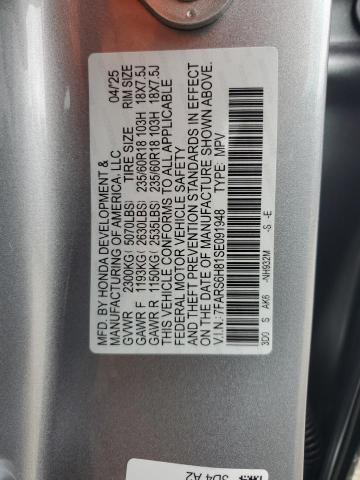 MFD. BY HONDA DEVELOPMENT & 04/25
MANUFACTURING OF AMERICA, LLC
GVWR 2300KG( 5070LBS) TIRE SIZE RIM SIZE
GAWR F 1193KG( 2630LBS) 235/60R18 103H 18X7.5J
GAWR R 1150KG( 2535LBS) 235/60R18 103H 18X7.5J
THIS VEHICLE CONFORMS TO ALL APPLICABLE
FEDERAL MOTOR VEHICLE SAFETY
AND THEFT PREVENTION STANDARDS IN EFFECT
ON THE DATE OF MANUFACTURE SHOWN ABOVE.
V.I.N.:7FARS6H81SE091948 TYPE: MPV
3D0 S AK6 -NH932M -S -E
3D4 A2